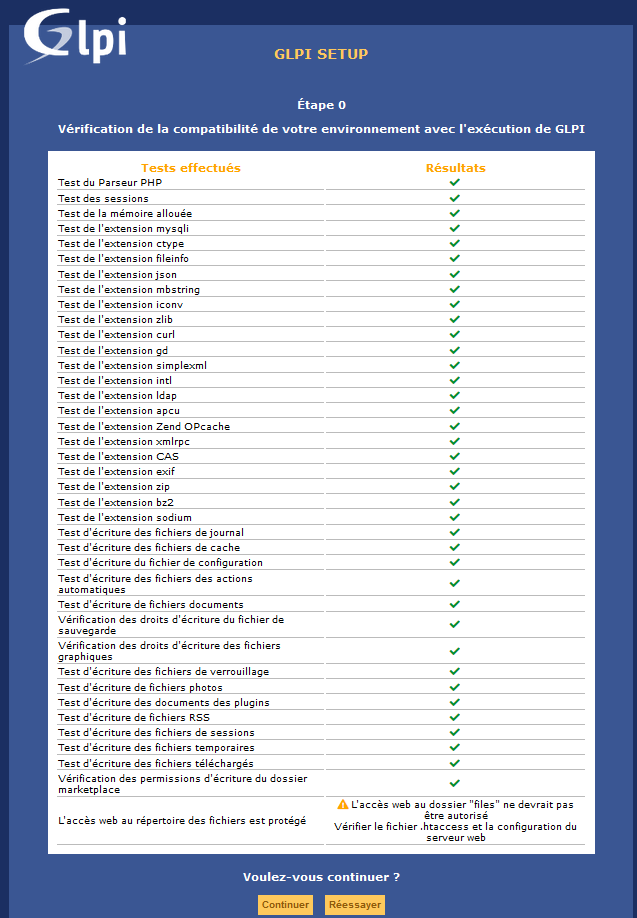 Glpi
GLPI SETUP
Étape 0
Vérification de la compatibilité de votre environnement avec l'exécution de GLPI
Tests effectués Résultats
Test du Parseur PHP
Test des sessions
Test de la mémoire allouée
Test de l'extension mysqli
Test de l'extension ctype
Test de l'extension fileinfo
Test de l'extension json
Test de l'extension mbstring
Test de l'extension iconv
Test de l'extension zlib
Test de l'extension curl
Test de l'extension gd
Test de l'extension simplexml
Test de l'extension intl
Test de l'extension ldap
Test de l'extension apcu
Test de l'extension Zend OPcache
Test de l'extension xmlrpc
Test de l'extension CAS
Test de l'extension exif
Test de l'extension zip
Test de l'extension bz2
Test de l'extension sodium
Test d'écriture des fichiers de journal
Test d'écriture des fichiers de cache
Test d'écriture du fichier de configuration
Test d'écriture des fichiers des actions
automatiques
Test d'écriture de fichiers documents
Vérification des droits d'écriture du fichier de
sauvegarde
Vérification des droits d'écriture des fichiers
graphiques
Test d'écriture des fichiers de verrouillage
Test d'écriture de fichiers photos
Test d'écriture des documents des plugins
Test d'écriture de fichiers RSS
Test d'écriture des fichiers de sessions
Test d'écriture des fichiers temporaires
Test d'écriture des fichiers téléchargés
Vérification des permissions d'écriture du dossier
marketplace
L'accès web au répertoire des fichiers est protégé
L'accès web au dossier "files" ne devrait pas
être autorisé
Vérifier le fichier .htaccess et la configuration du
serveur web
Voulez-vous continuer ?
Continuer Réessayer